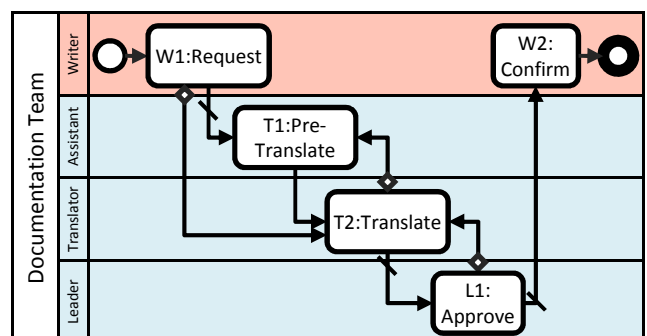 Documentation Team
Writer
Assistant
Translator
Leader
W1:Request
W2:
Confirm
T1:Pre-
Translate
T2:Translate
L1:
Approve